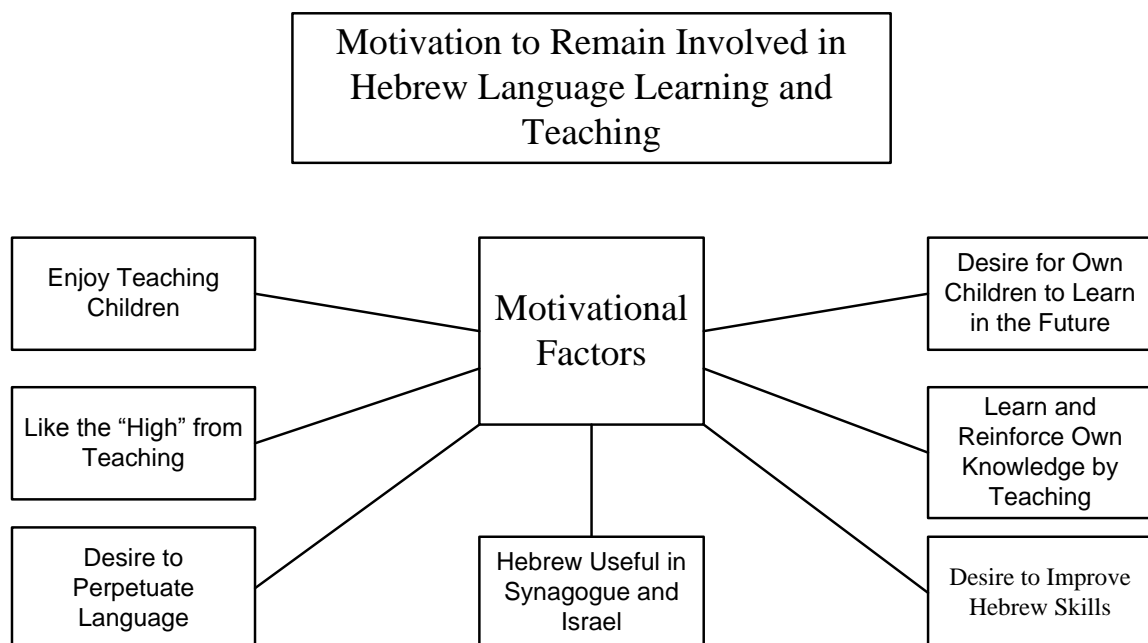 Motivation to Remain Involved in
Hebrew Language Learning and
Teaching
Enjoy Teaching
Children
Motivational
Factors
Desire for Own
Children to Learn
in the Future
Like the “High” from
Teaching
Learn and
Reinforce Own
Knowledge by
Teaching
Desire to
Perpetuate
Language
Hebrew Useful in
Synagogue and
Israel
Desire to Improve
Hebrew Skills